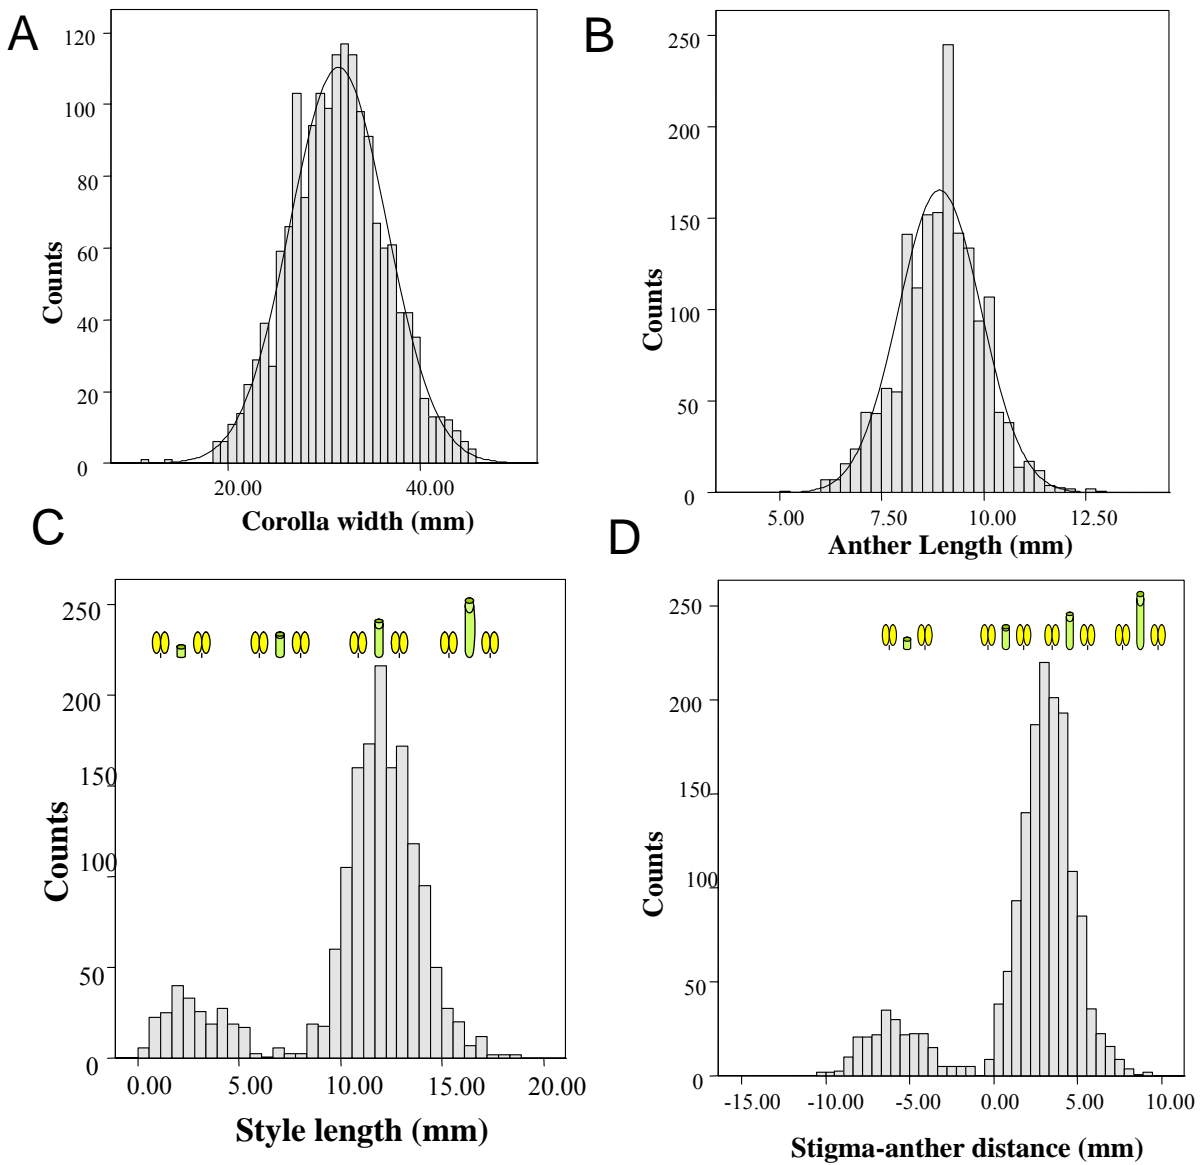 A
120
100
80
60
40
20
0
Counts
20.00 40.00
Corolla width (mm)
B
250
200
150
100
50
0
Counts
5.00 7.50 10.00 12.50
Anther Length (mm)
C
250
200
150
100
50
0
Counts
0.00 5.00 10.00 15.00 20.00
Style length (mm)
D
250
200
150
100
50
0
Counts
-15.00 -10.00 -5.00 0.00 5.00 10.00
Stigma-anther distance (mm)